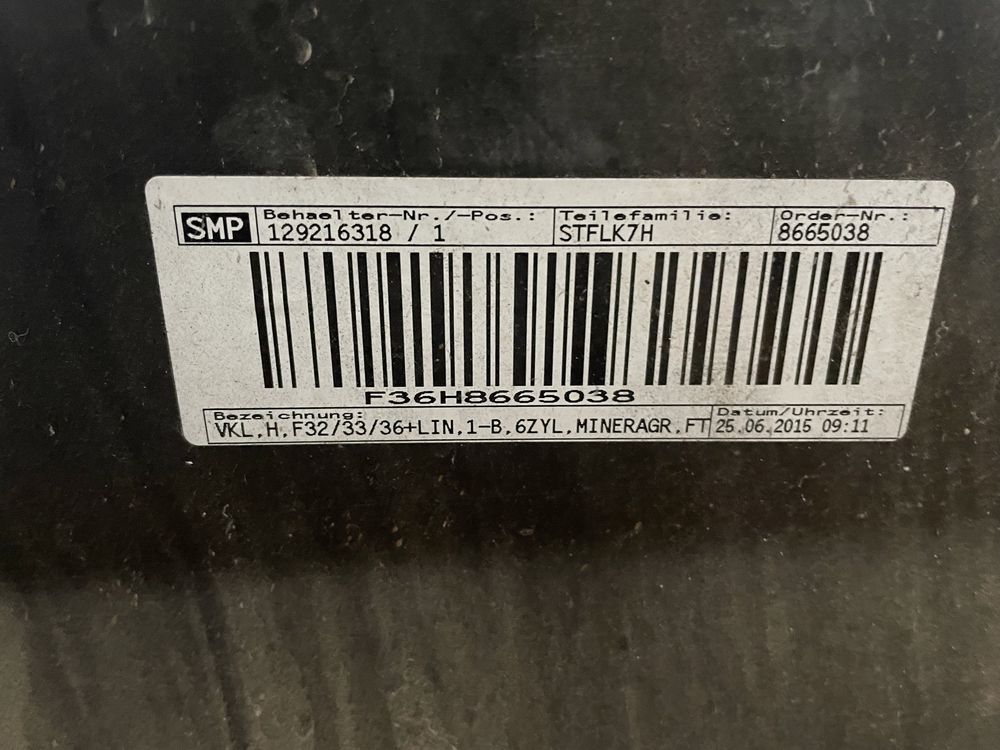 SMP Behaelter-Nr./-Pos.: Teilefamilie: Order-Nr.:
129216318 / 1 STFLK7H 8665038
F36H8665038
Bezeichnung: Datum/Uhrzeit:
VKL,H,F32/33/36+LIN,1-B,6ZYL,MINERAGR,FT 25.06.2015 09:11